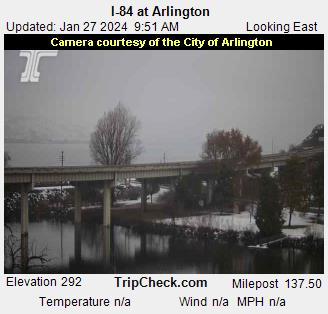 I-84 at Arlington
Updated: Jan 27 2024 9:51 AM Looking East
Camera courtesy of the City of Arlington
Elevation 292 TripCheck.com Milepost 137.50
Temperature n/a Wind n/a MPH n/a